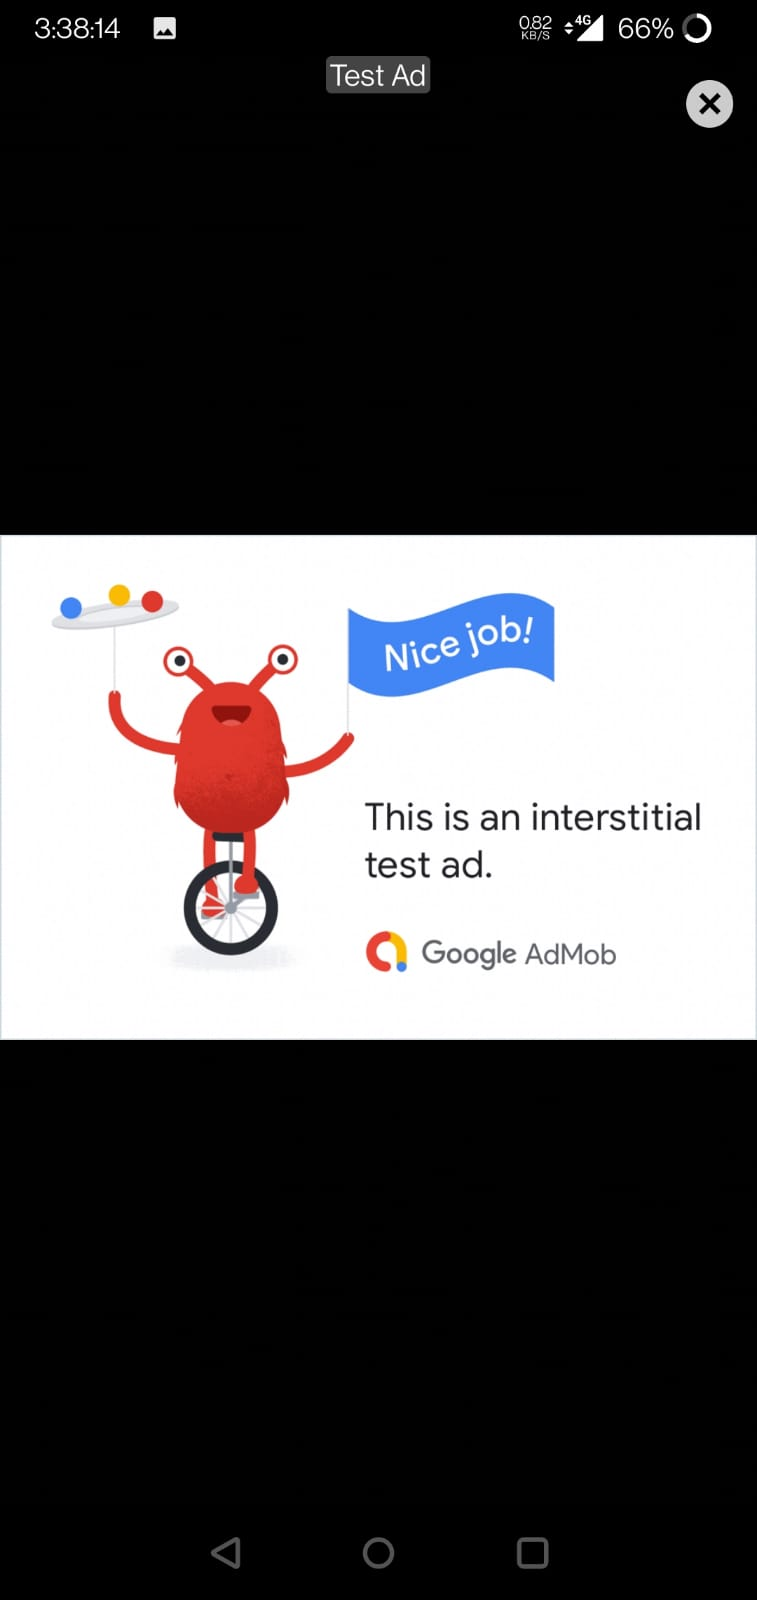 3:38:14 0.82 KB/S 4G 66%
Test Ad
Nice job!
This is an interstitial
test ad.
Google AdMob